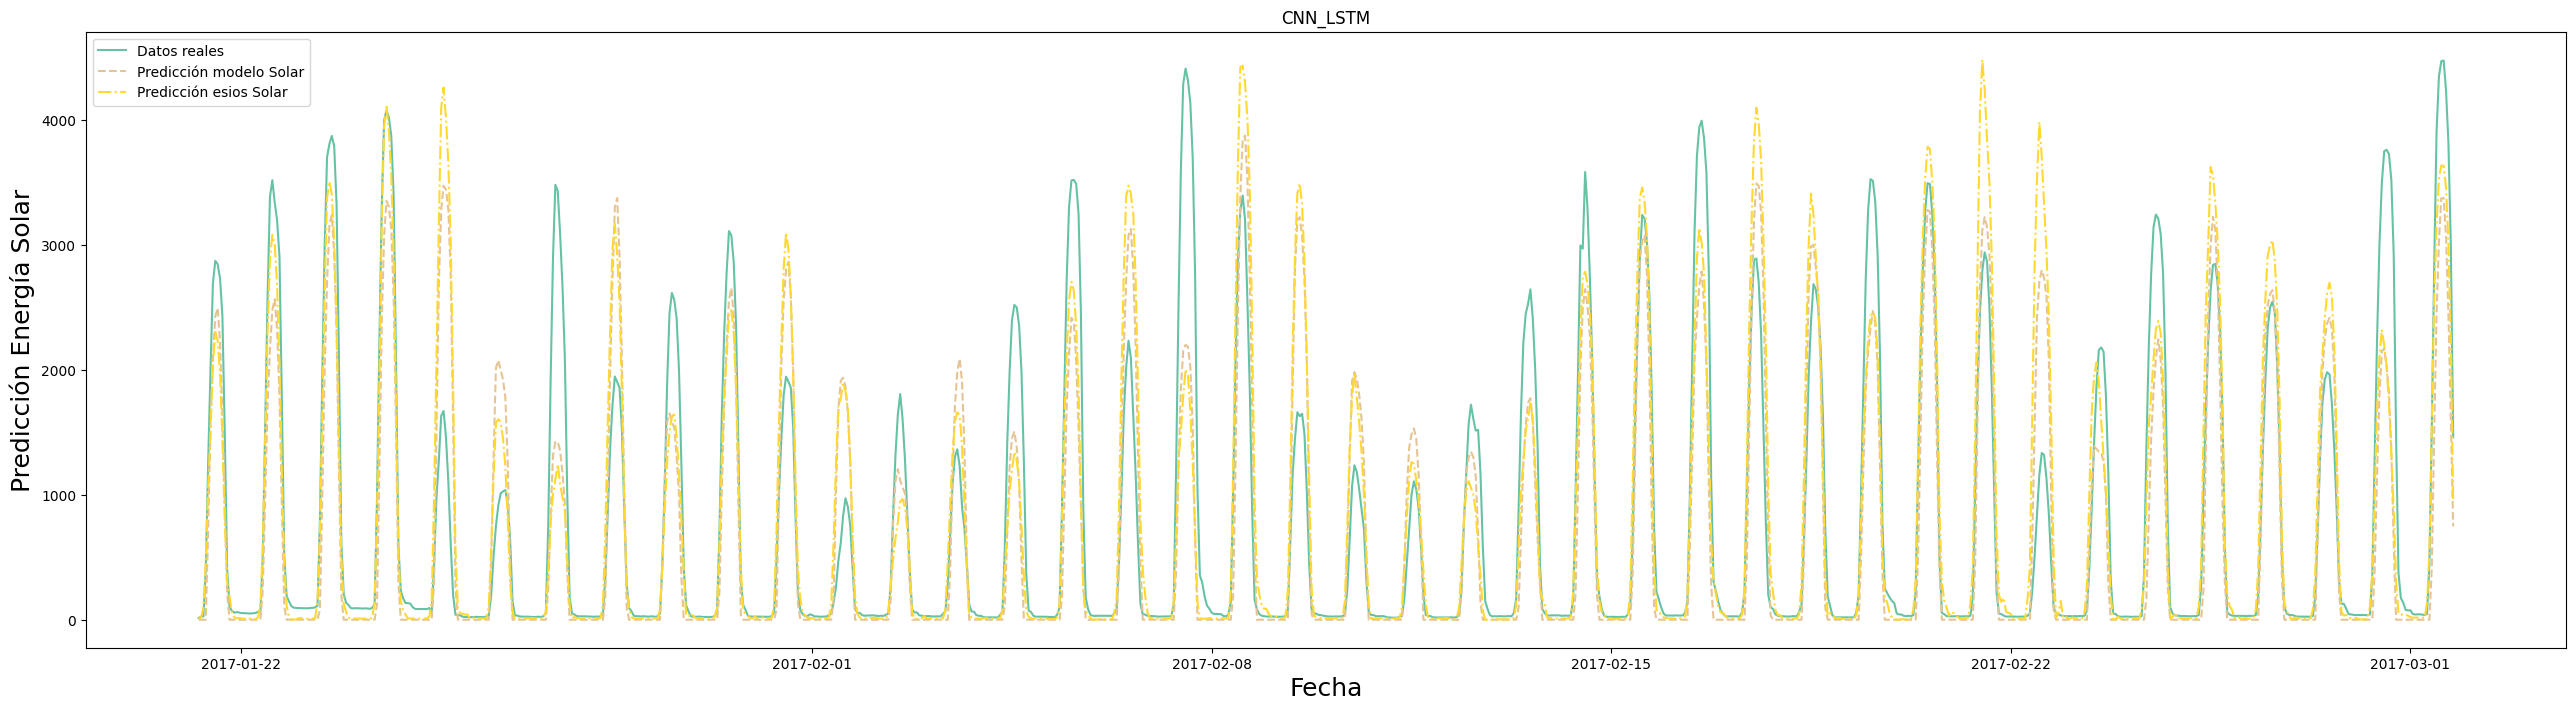 CNN_LSTM
Datos reales
Predicción modelo Solar
Predicción esios Solar
Predicción Energía Solar
4000
3000
2000
1000
0
2017-01-22
2017-02-01
2017-02-08
2017-02-15
2017-02-22
2017-03-01
Fecha